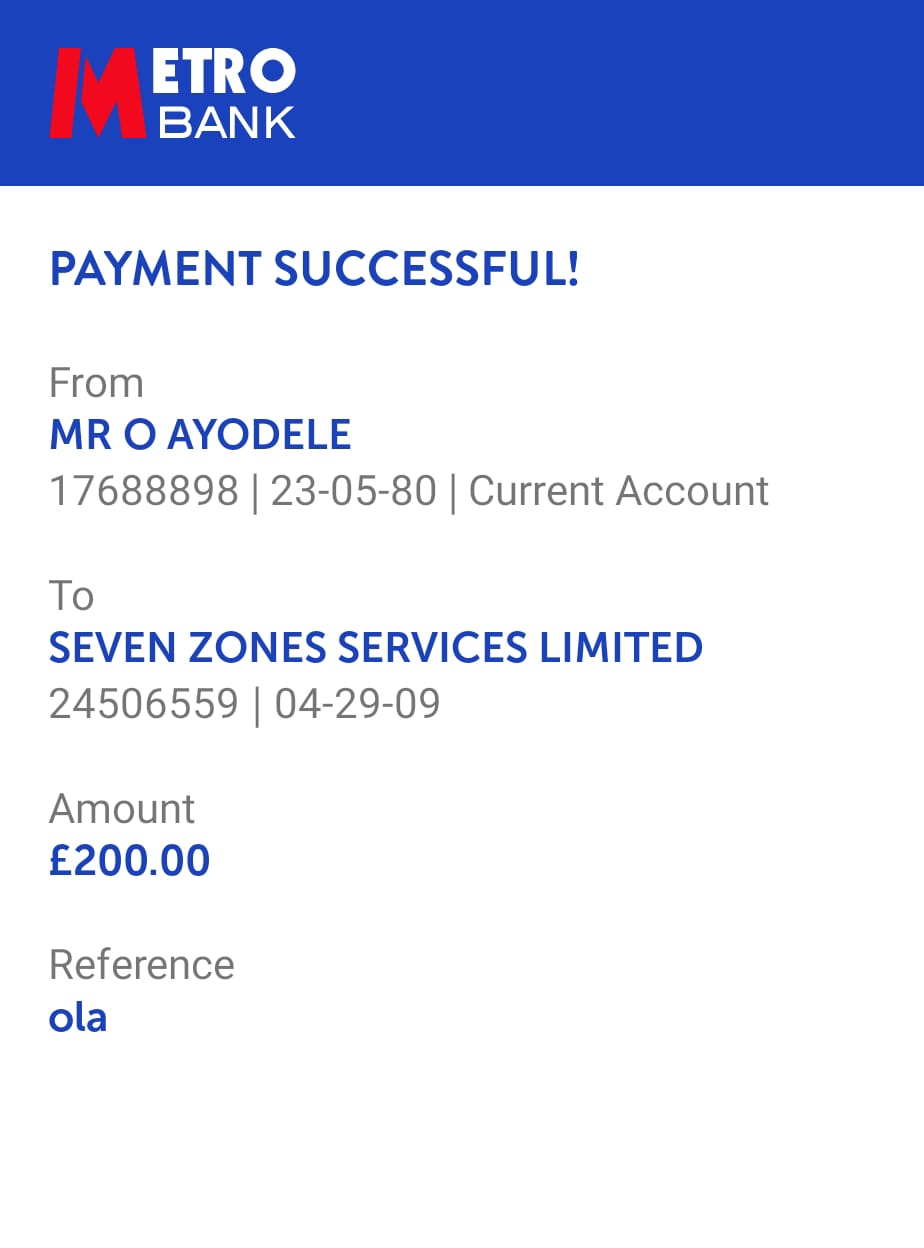 METRO
BANK
PAYMENT SUCCESSFUL!
From
MR O AYODELE
17688898 | 23-05-80 | Current Account
To
SEVEN ZONES SERVICES LIMITED
24506559 | 04-29-09
Amount
£200.00
Reference
ola